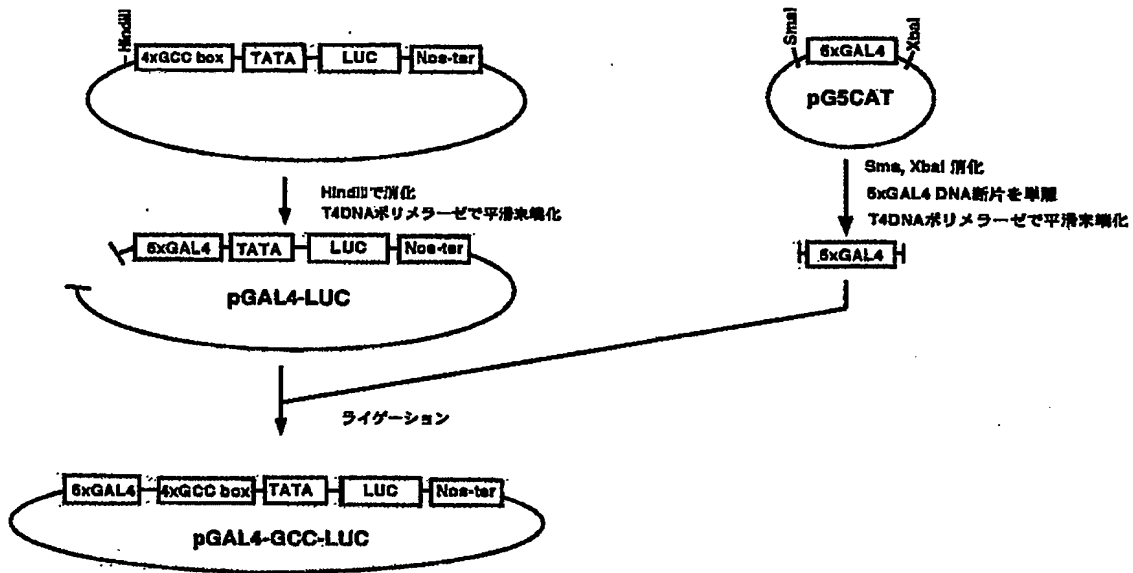 HindIII
4xGCC box
TATA
LUC
Nos-ter
SmaI
5xGAL4
XbaI
pG5CAT
HindIIIで消化
T4DNAポリメラーゼで平滑末端化
Sma, XbaI 消化
5xGAL4 DNA断片を単離
T4DNAポリメラーゼで平滑末端化
5xGAL4
TATA
LUC
Nos-ter
pGAL4-LUC
5xGAL4
ライゲーション
5xGAL4
4xGCC box
TATA
LUC
Nos-ter
pGAL4-GCC-LUC